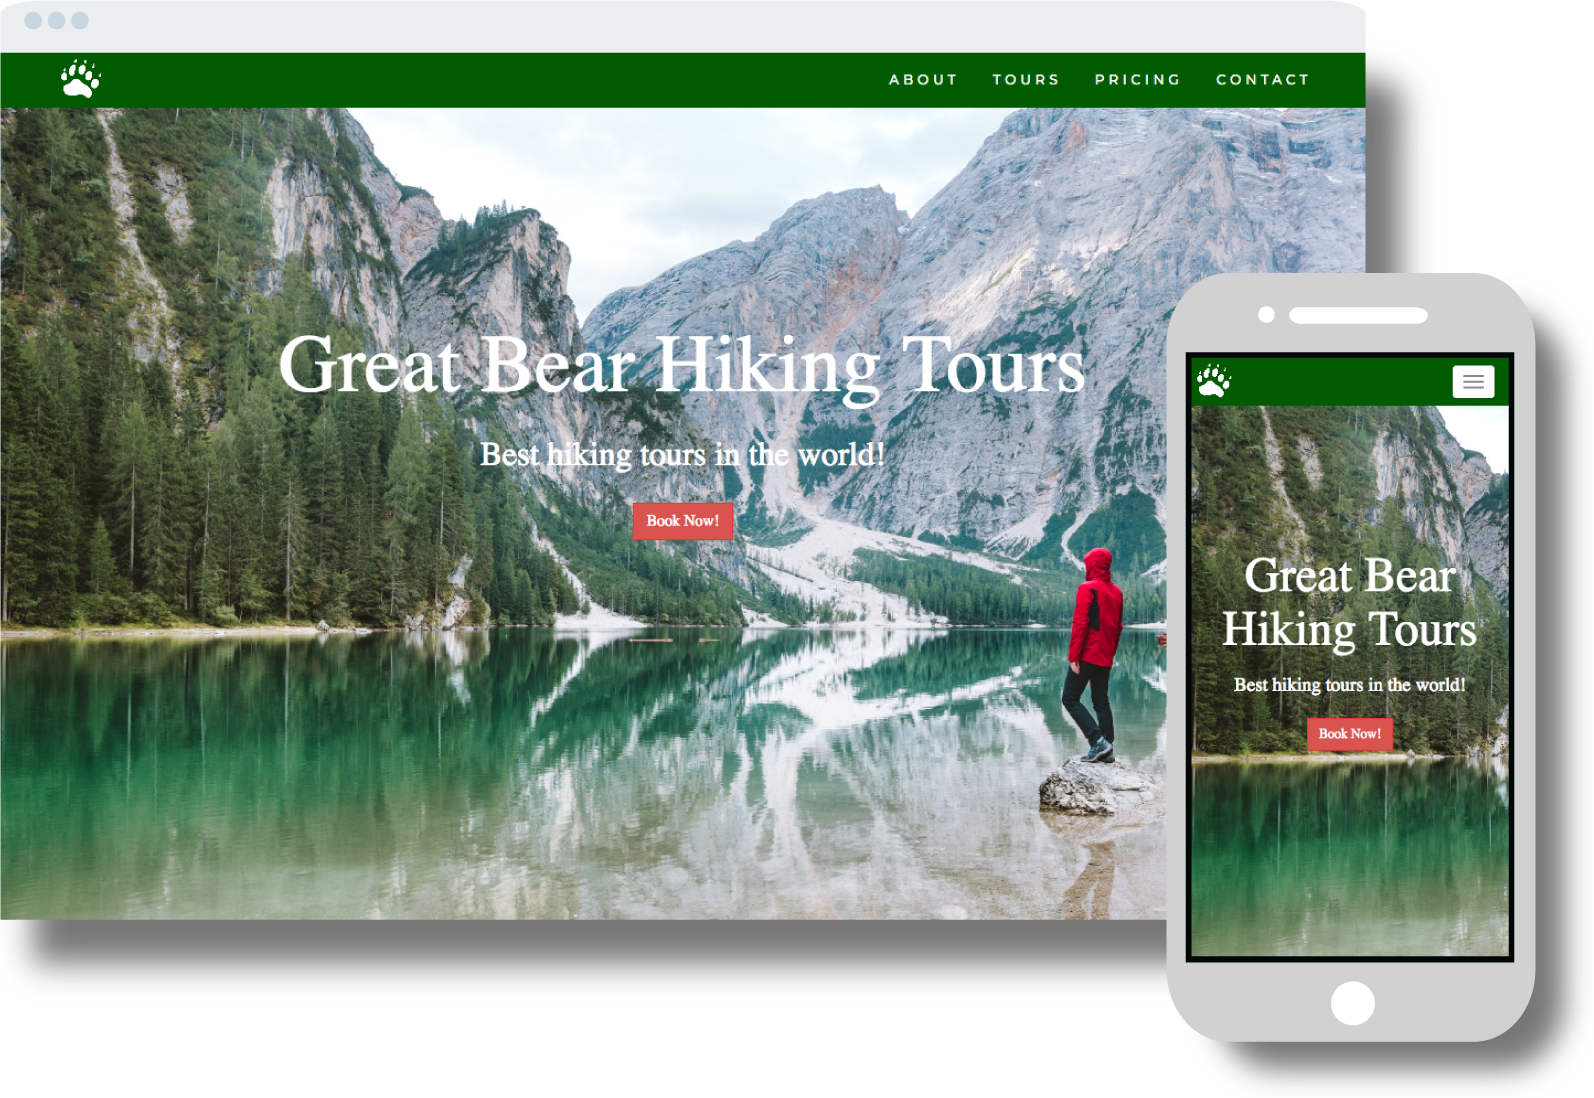 ABOUT TOURS PRICING CONTACT
Great Bear Hiking Tours
Best hiking tours in the world!
Book Now!
Great Bear
Hiking Tours
Best hiking tours in the world!
Book Now!